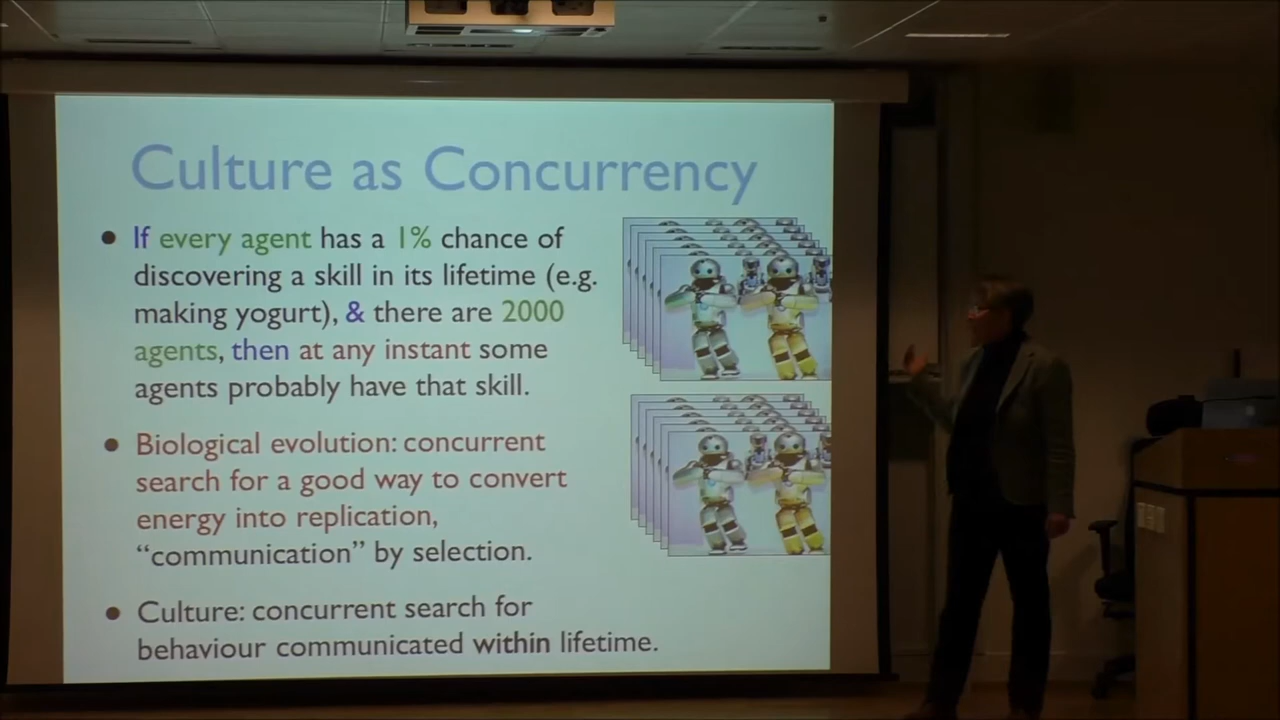 Culture as Concurrency
• If every agent has a 1% chance of
discovering a skill in its lifetime (e.g.
making yogurt), & there are 2000
agents, then at any instant some
agents probably have that skill.
• Biological evolution: concurrent
search for a good way to convert
energy into replication,
“communication” by selection.
• Culture: concurrent search for
behaviour communicated within lifetime.